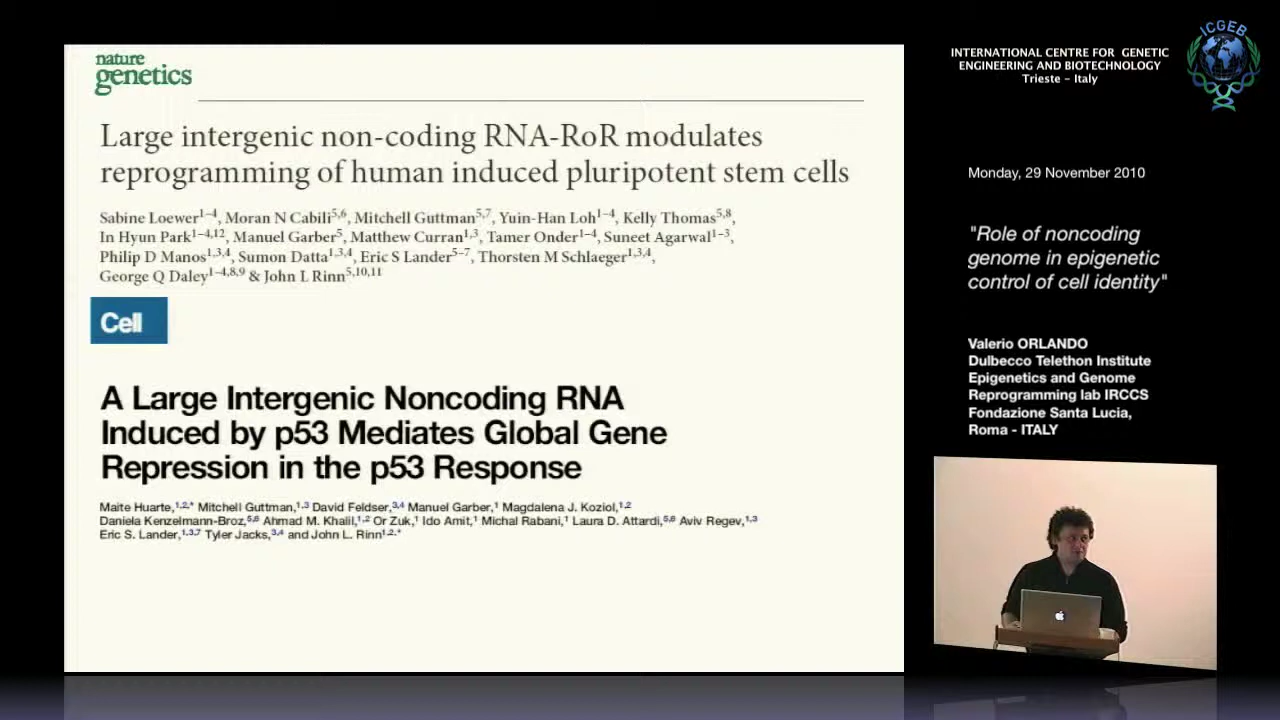 nature
genetics
Large intergenic non-coding RNA-RoR modulates
reprogramming of human induced pluripotent stem cells
Sabine Loewer1–4, Moran N Cabili5,6, Mitchell Guttman5,7, Yuin-Han Loh1–4, Kelly Thomas5,8,
In Hyun Park1–4,12, Manuel Garber5, Matthew Curran1,3, Tamer Onder1–4, Suneet Agarwal1–3,
Philip D Manos1,3,4, Sumon Datta1,3,4, Eric S Lander5–7, Thorsten M Schlaeger1,3,4,
George Q Daley1–4,8,9 & John L Rinn5,10,11
Cell
A Large Intergenic Noncoding RNA
Induced by p53 Mediates Global Gene
Repression in the p53 Response
Maite Huarte,1,2,* Mitchell Guttman,1,3 David Feldser,3,4 Manuel Garber,1 Magdalena J. Koziol,1,2
Daniela Kenzelmann-Broz,5,6 Ahmad M. Khalil,1,2 Or Zuk,1 Ido Amit,1 Michal Rabani,1 Laura D. Attardi,5,6 Aviv Regev,1,3
Eric S. Lander,1,3,7 Tyler Jacks,3,4 and John L. Rinn1,2,*
INTERNATIONAL CENTRE FOR GENETIC
ENGINEERING AND BIOTECHNOLOGY
Trieste – Italy
ICGEB
Monday, 29 November 2010
"Role of noncoding
genome in epigenetic
control of cell identity"
Valerio ORLANDO
Dulbecco Telethon Institute
Epigenetics and Genome
Reprogramming lab IRCCS
Fondazione Santa Lucia,
Roma - ITALY